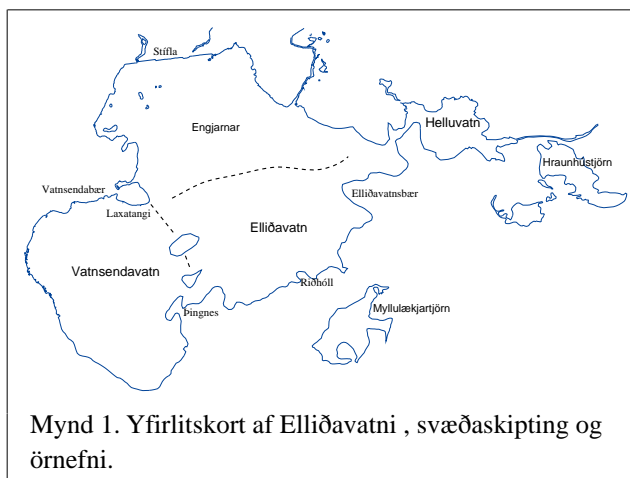 Stífla
Engjarnar
Helluvatn
Hraunhústjörn
Vatnsendabær
Elliðavatnsbær
Laxatangi
Elliðavatn
Vatnsendavatn
Riðhóll
Þingnes
Myllulækjartjörn
Mynd 1. Yfirlitskort af Elliðavatni , svæðaskipting og
örnefni.